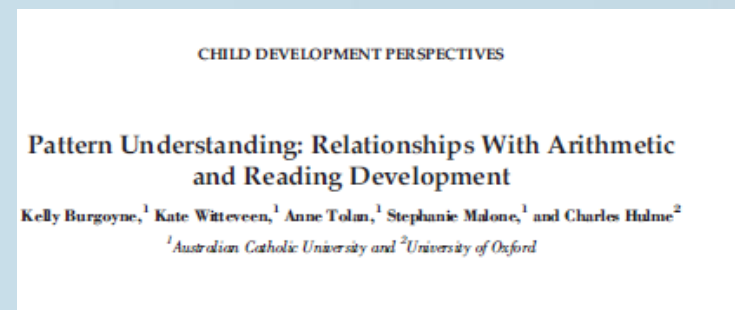 CHILD DEVELOPMENT PERSPECTIVES
Pattern Understanding: Relationships With Arithmetic
and Reading Development
Kelly Burgoyne,1 Kate Witteveen,1 Anne Tolan,1 Stephanie Malone,1 and Charles Hulme2
1Australian Catholic University and 2University of Oxford